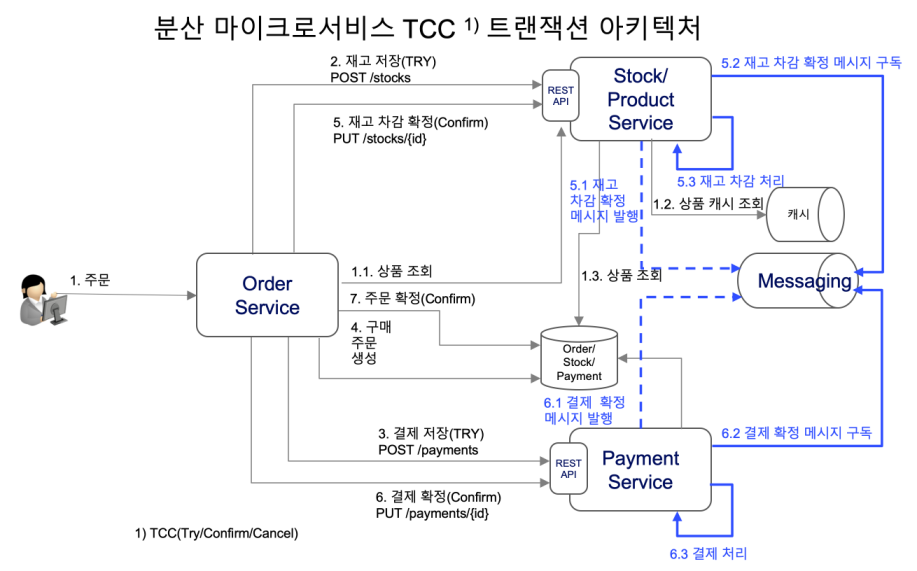 분산 마이크로서비스 TCC 1) 트랜잭션 아키텍처
2. 재고 저장(TRY)
POST /stocks
REST
API
Stock/
Product
Service
5.2 재고 차감 확정 메시지 구독
5. 재고 차감 확정(Confirm)
PUT /stocks/{id}
5.1 재고
차감 확정
메시지 발행
5.3 재고 차감 처리
1.2. 상품 캐시 조회
캐시
1. 주문
Order
Service
1.1. 상품 조회
1.3. 상품 조회
Messaging
7. 주문 확정(Confirm)
4. 구매
주문
생성
Order/
Stock/
Payment
6.1 결제 확정
메시지 발행
3. 결제 저장(TRY)
POST /payments
REST
API
Payment
Service
6.2 결제 확정 메시지 구독
6. 결제 확정(Confirm)
PUT /payments/{id}
1) TCC(Try/Confirm/Cancel)
6.3 결제 처리